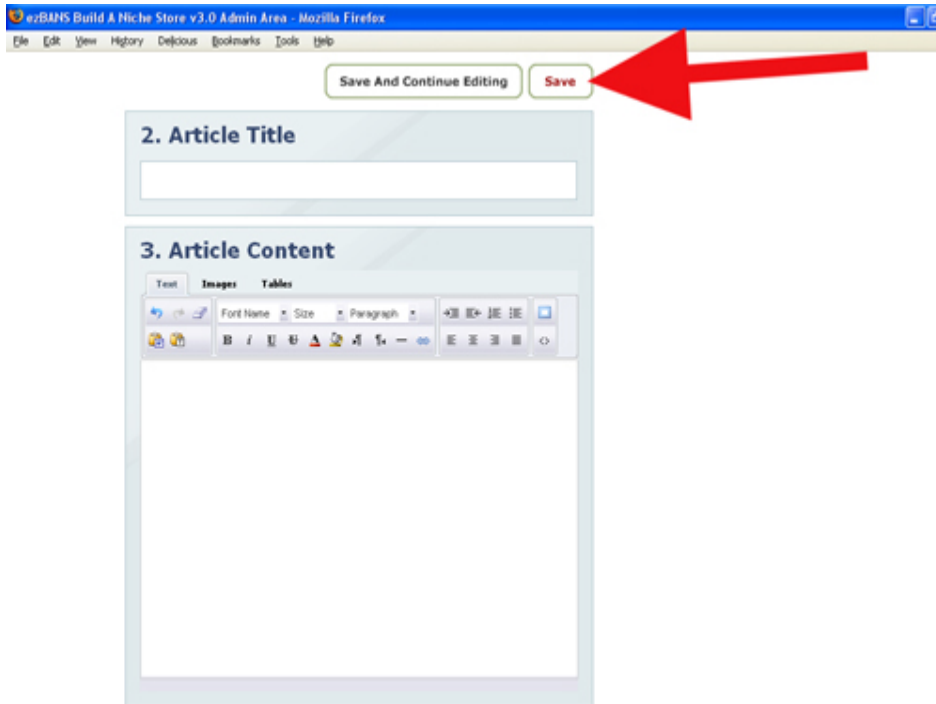 ezBANS Build A Niche Store v3.0 Admin Area - Mozilla Firefox
File Edit View History Delicious Bookmarks Tools Help
Save And Continue Editing Save
2. Article Title
3. Article Content
Text Images Tables
Font Name Size Paragraph
B I U